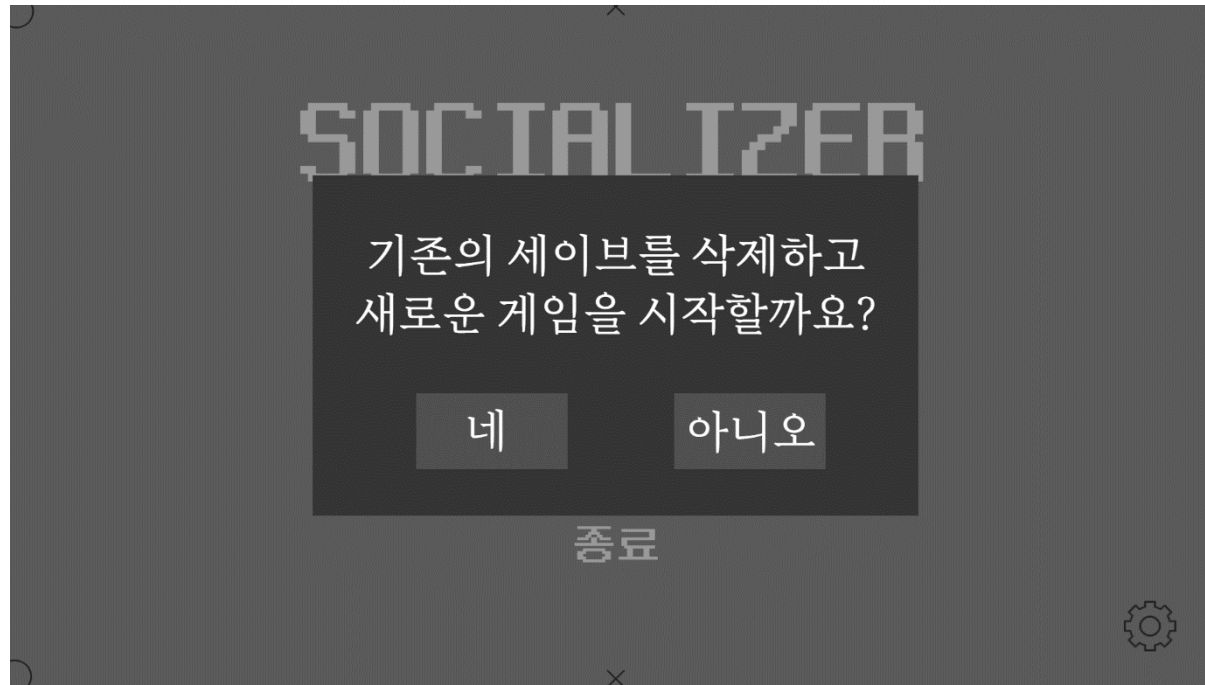 SOCIALIZER
기존의 세이브를 삭제하고
새로운 게임을 시작할까요?
네
아니오
종료